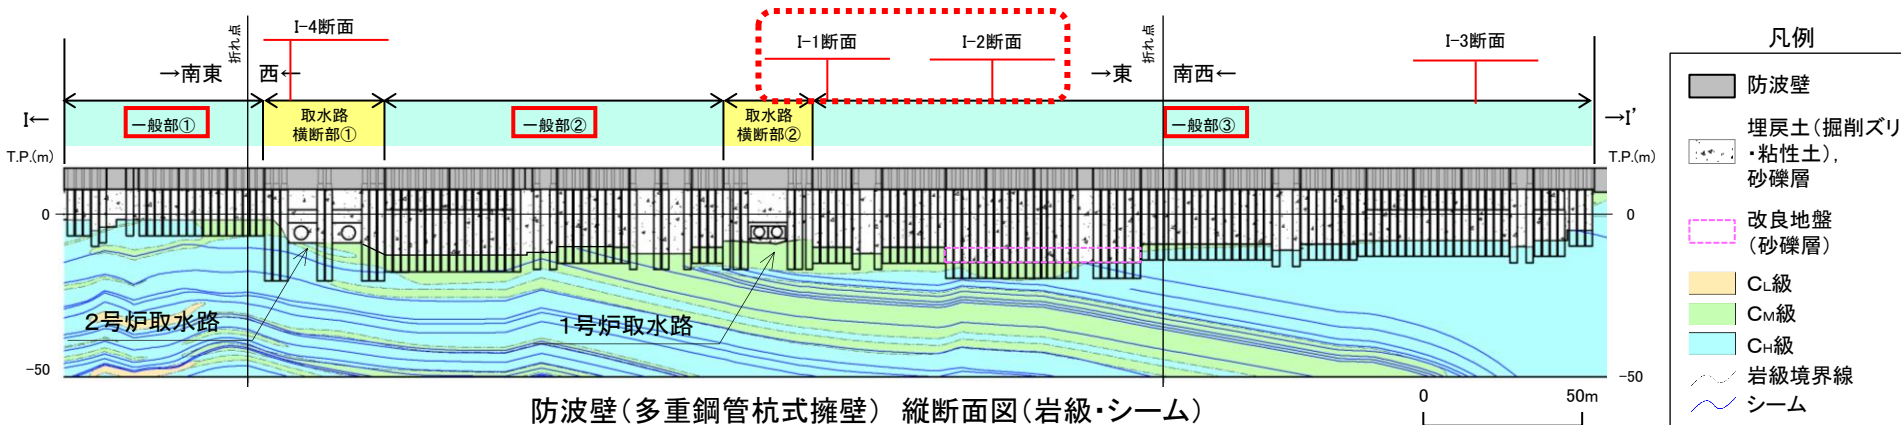 I-4断面
I-1断面
I-2断面
I-3断面
折れ点
折れ点
→南東
西←
→東
南西←
I←
一般部①
取水路
横断部①
一般部②
取水路
横断部②
一般部③
→I'
T.P.(m)
T.P.(m)
0
0
2号炉取水路
1号炉取水路
-50
-50
防波壁(多重鋼管杭式擁壁) 縦断面図(岩級・シーム)
0
50m
凡例
防波壁
埋戻土(掘削ズリ
・粘性土),
砂礫層
改良地盤
(砂礫層)
CL級
CM級
CH級
岩級境界線
シーム